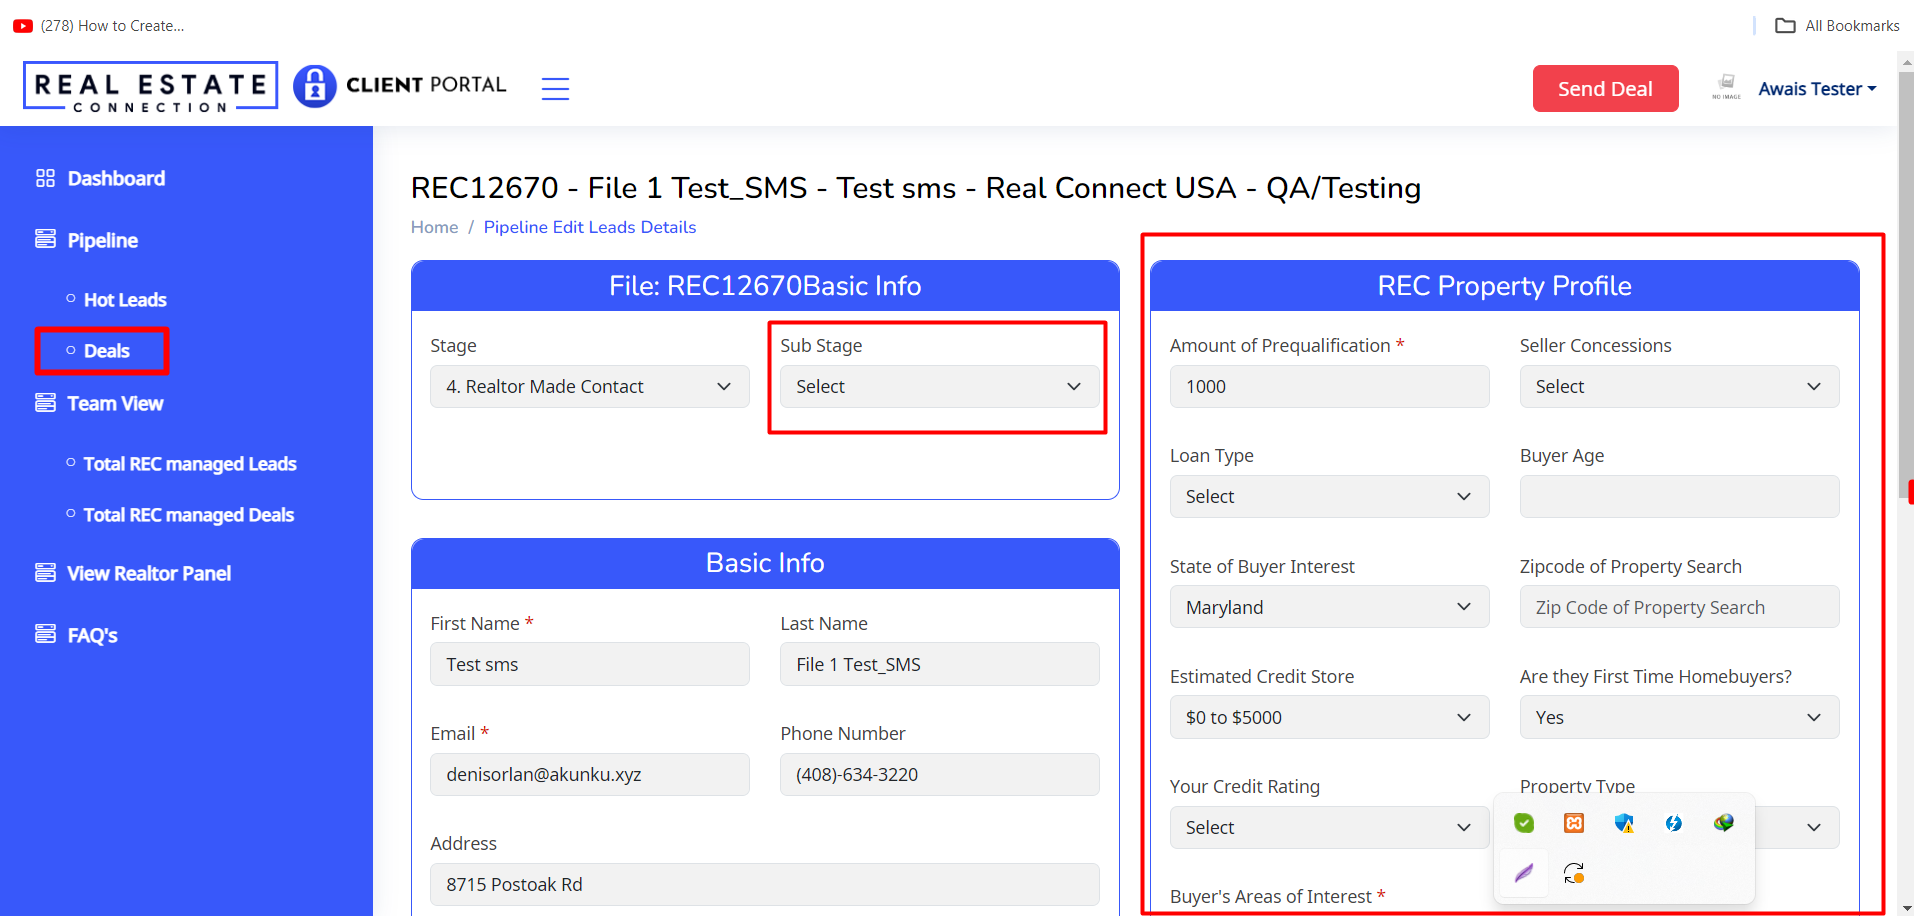 (278) How to Create...
All Bookmarks
REAL ESTATE
CONNECTION
CLIENT PORTAL
Send Deal
NO IMAGE
Awais Tester
Dashboard
Pipeline
Hot Leads
Deals
Team View
Total REC managed Leads
Total REC managed Deals
View Realtor Panel
FAQ's
REC12670 - File 1 Test_SMS - Test sms - Real Connect USA - QA/Testing
Home / Pipeline Edit Leads Details
File: REC12670Basic Info
Stage
Sub Stage
4. Realtor Made Contact
Select
Basic Info
First Name *
Last Name
Test sms
File 1 Test_SMS
Email *
Phone Number
denisorlan@akunku.xyz
(408)-634-3220
Address
8715 Postoak Rd
REC Property Profile
Amount of Prequalification *
Seller Concessions
1000
Select
Loan Type
Buyer Age
Select
State of Buyer Interest
Zipcode of Property Search
Maryland
Zip Code of Property Search
Estimated Credit Store
Are they First Time Homebuyers?
$0 to $5000
Yes
Your Credit Rating
Property Type
Select
Buyer's Areas of Interest *